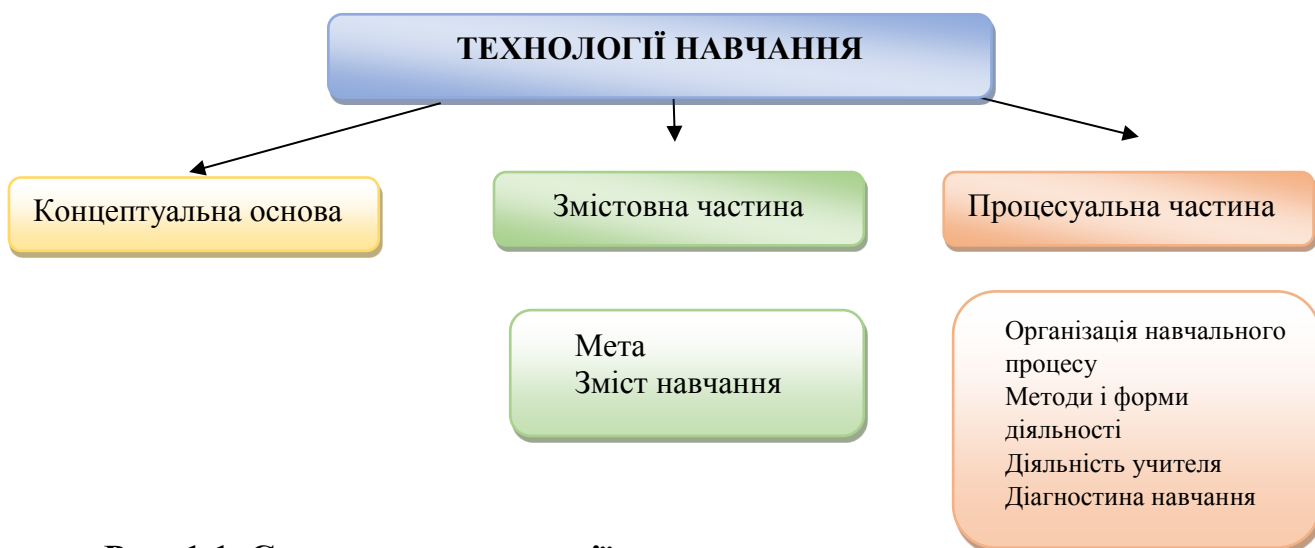 ТЕХНОЛОГІЇ НАВЧАННЯ
Концептуальна основа
Змістовна частина
Процесуальна частина
Мета
Зміст навчання
Організація навчального
процесу
Методи і форми
діяльності
Діяльність учителя
Діагностина навчання